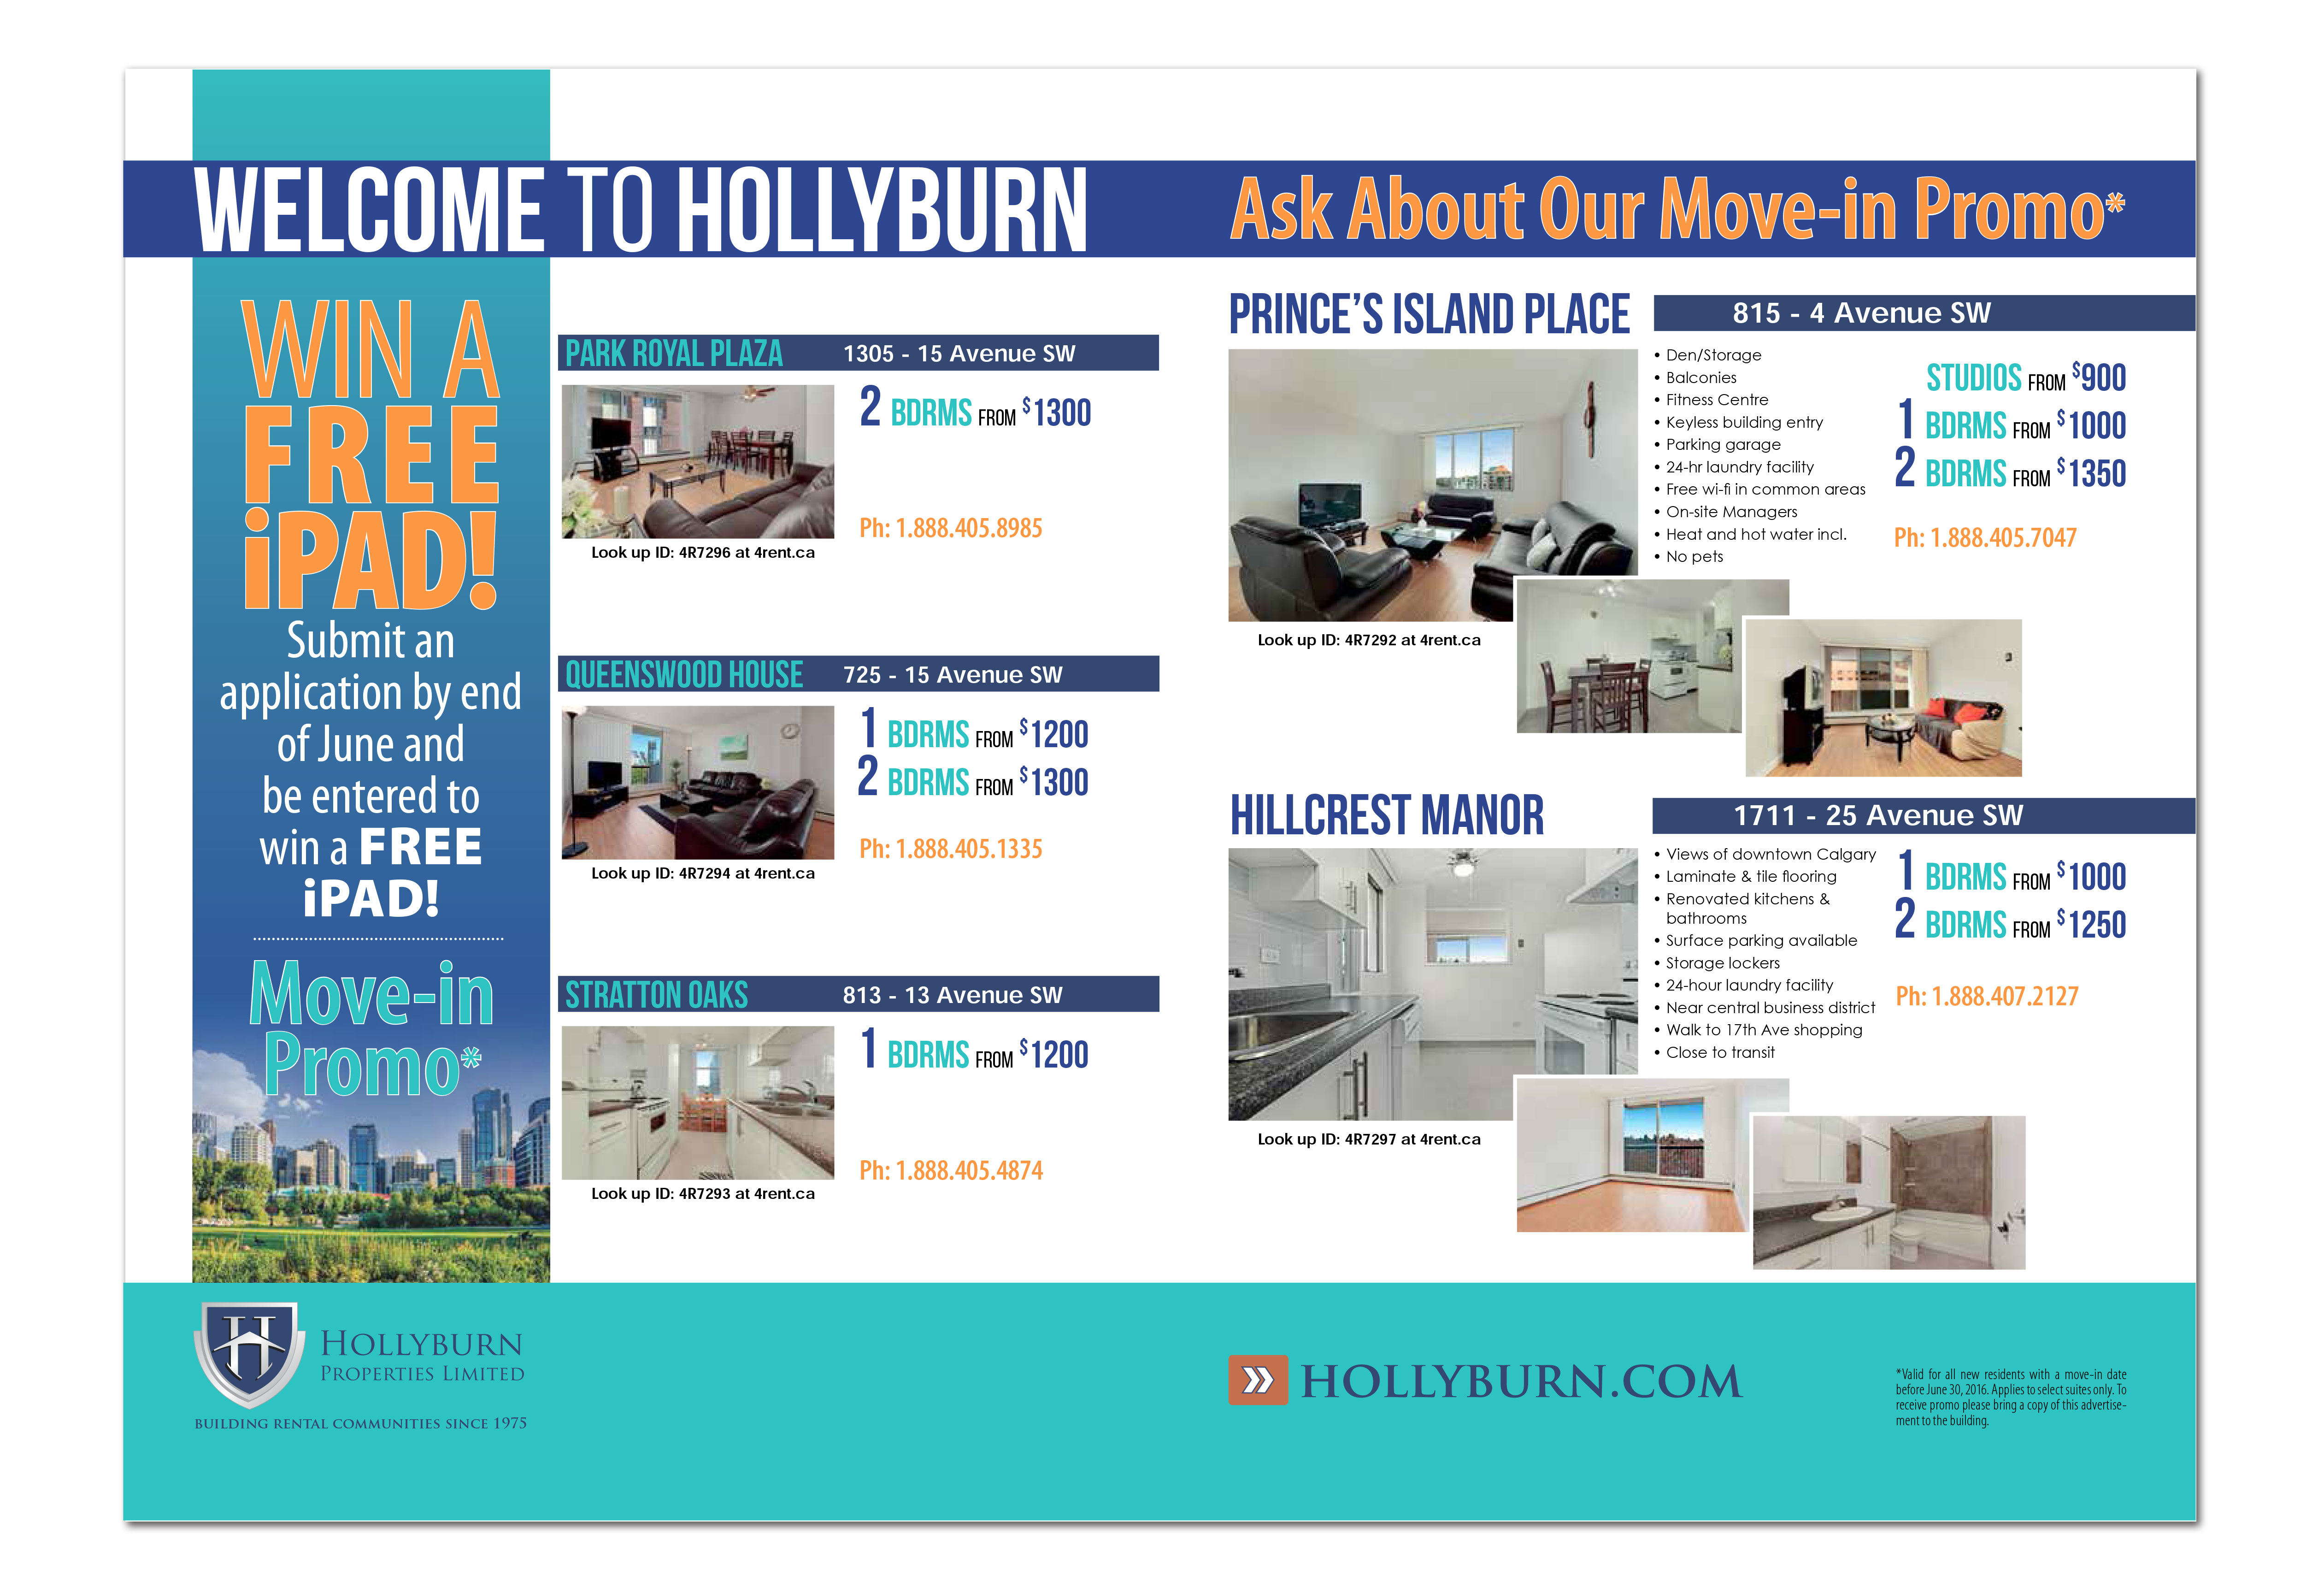 WELCOME TO HOLLYBURN
Ask About Our Move-in Promo*
WIN A
FREE
iPAD!
Submit an
application by end
of June and
be entered to
win a FREE
iPAD!
Move-in
Promo*
PARK ROYAL PLAZA 1305 - 15 Avenue SW
2 BDRMS FROM $1300
Ph: 1.888.405.8985
Look up ID: 4R7296 at 4rent.ca
QUEENSWOOD HOUSE 725 - 15 Avenue SW
1 BDRMS FROM $1200
2 BDRMS FROM $1300
Ph: 1.888.405.1335
Look up ID: 4R7294 at 4rent.ca
STRATTON OAKS 813 - 13 Avenue SW
1 BDRMS FROM $1200
Ph: 1.888.405.4874
Look up ID: 4R7293 at 4rent.ca
PRINCE'S ISLAND PLACE 815 - 4 Avenue SW
• Den/Storage
• Balconies
• Fitness Centre
• Keyless building entry
• Parking garage
• 24-hr laundry facility
• Free wi-fi in common areas
• On-site Managers
• Heat and hot water incl.
• No pets
STUDIOS FROM $900
1 BDRMS FROM $1000
2 BDRMS FROM $1350
Ph: 1.888.405.7047
Look up ID: 4R7292 at 4rent.ca
HILLCREST MANOR 1711 - 25 Avenue SW
• Views of downtown Calgary
• Laminate & tile flooring
• Renovated kitchens &
bathrooms
• Surface parking available
• Storage lockers
• 24-hour laundry facility
• Near central business district
• Walk to 17th Ave shopping
• Close to transit
1 BDRMS FROM $1000
2 BDRMS FROM $1250
Ph: 1.888.407.2127
Look up ID: 4R7297 at 4rent.ca
H
HOLLYBURN
PROPERTIES LIMITED
BUILDING RENTAL COMMUNITIES SINCE 1975
HOLLYBURN.COM
*Valid for all new residents with a move-in date
before June 30, 2016. Applies to select suites only. To
receive promo please bring a copy of this advertise-
ment to the building.